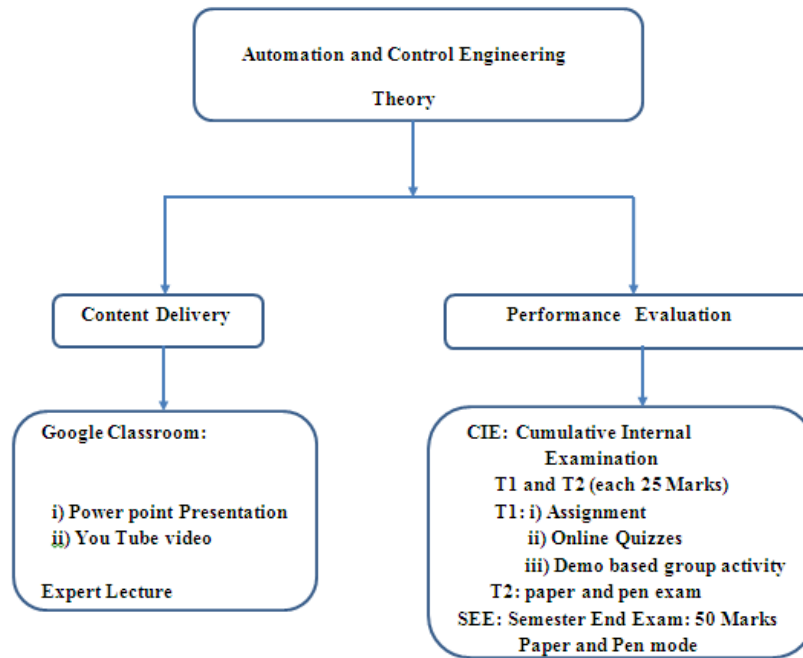 Automation and Control Engineering
Theory
Content Delivery
Performance Evaluation
Google Classroom:
i) Power point Presentation
ii) You Tube video
Expert Lecture
CIE: Cumulative Internal
Examination
T1 and T2 (each 25 Marks)
T1: i) Assignment
ii) Online Quizzes
iii) Demo based group activity
T2: paper and pen exam
SEE: Semester End Exam: 50 Marks
Paper and Pen mode